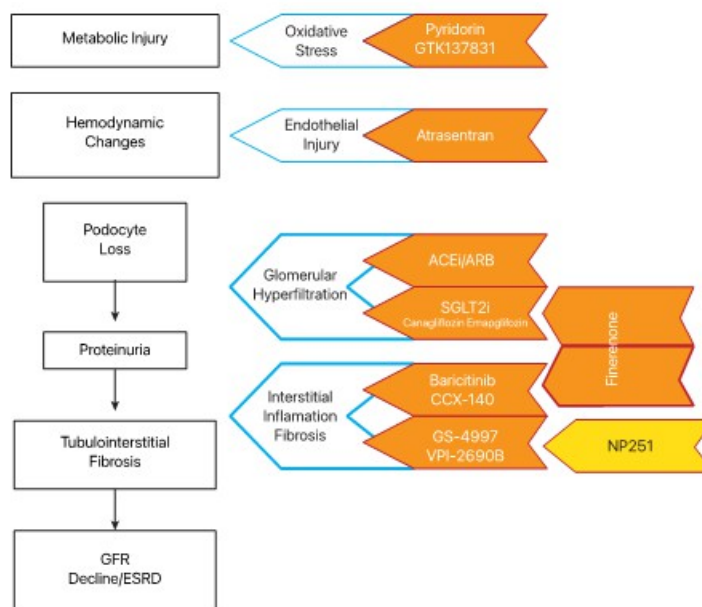 Metabolic Injury
Oxidative
Stress
Pyridorin
GTK137831
Hemodynamic
Changes
Endothelial
Injury
Atrasentran
Podocyte
Loss
Glomerular
Hyperfiltration
ACEi/ARB
SGLT2i
Canagliflozin Emapglifozin
Finerenone
Proteinuria
Interstitial
Inflamation
Fibrosis
Baricitinib
CCX-140
GS-4997
VPI-2690B
NP251
Tubulointerstitial
Fibrosis
GFR
Decline/ESRD